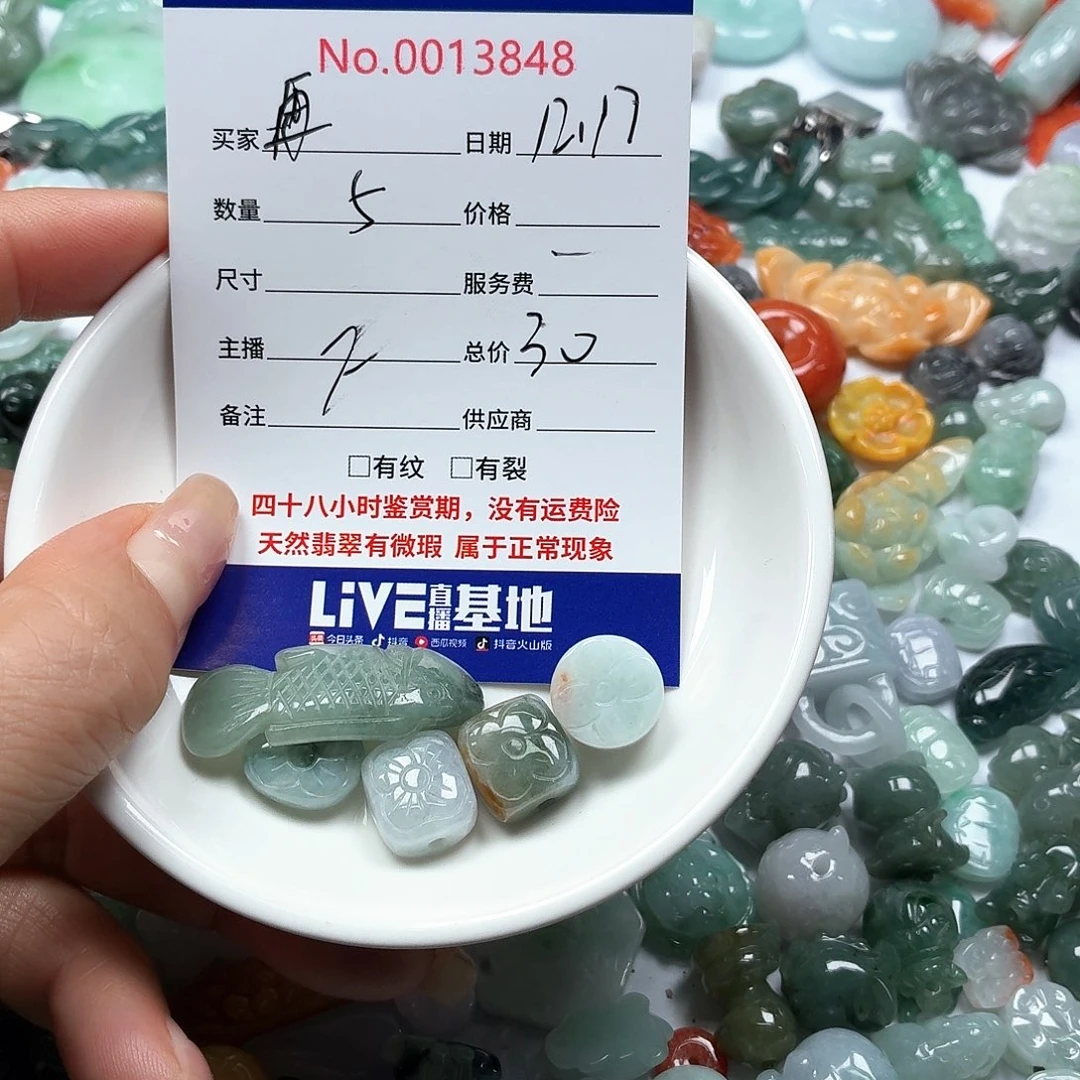 No.0013848
买家 日期 12.17
数量 5 价格
尺寸 服务费 一
主播 总价 30
备注 供应商
□有纹 □有裂
四十八小时鉴赏期，没有运费险
天然翡翠有微瑕 属于正常现象
LiVE直播基地
头条 今日头条 抖音 西瓜视频 抖音火山版